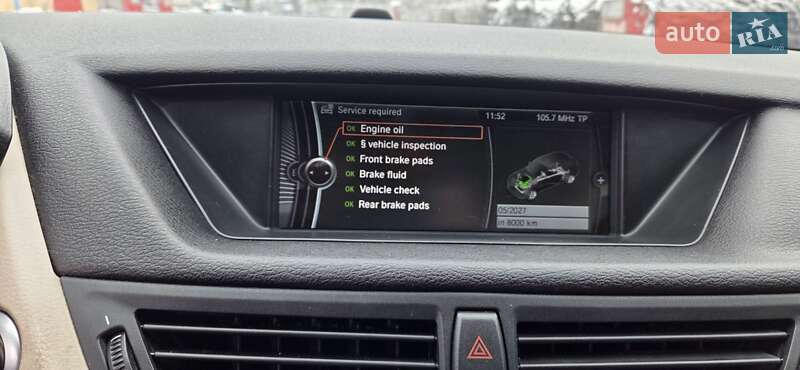 auto RIA.com
Service required
11:52
105.7 MHz TP
OK Engine oil
OK § vehicle inspection
OK Front brake pads
OK Brake fluid
OK Vehicle check
OK Rear brake pads
05/2027
in 8000 km